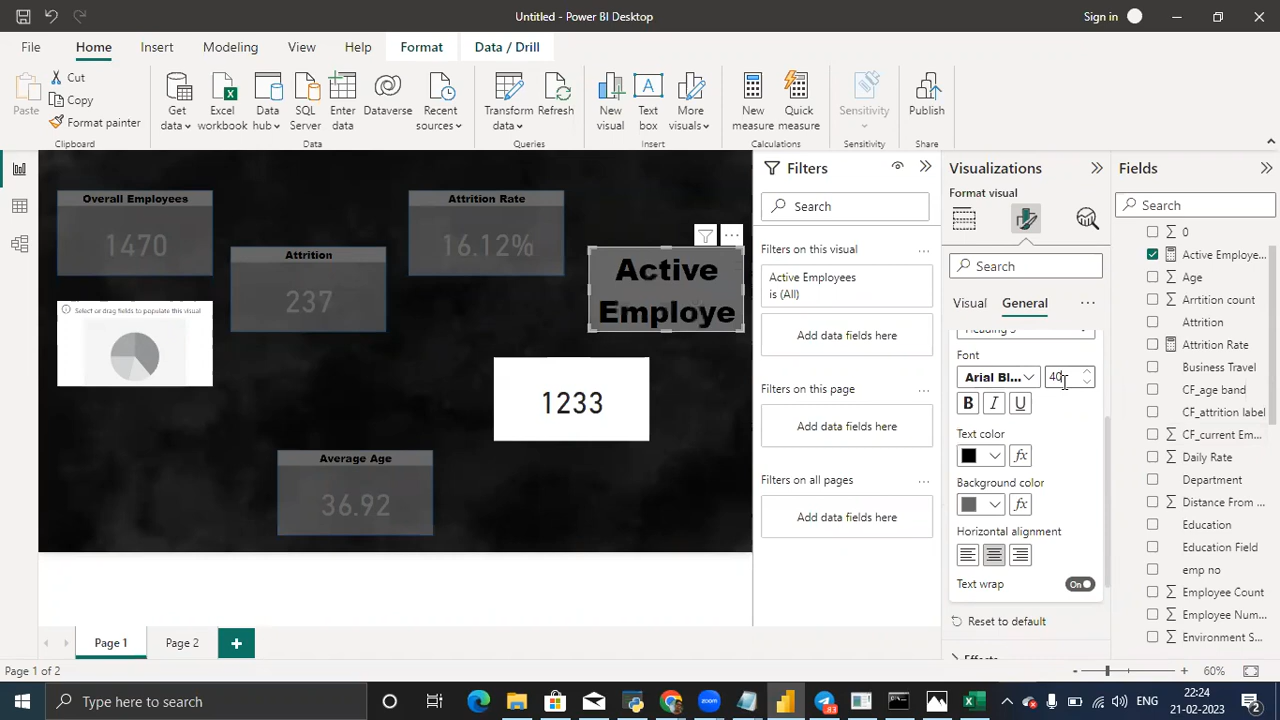 Untitled - Power BI Desktop
Sign in
File
Home
Insert
Modeling
View
Help
Format
Data / Drill
Paste
Cut
Copy
Format painter
Get data
Excel workbook
Data hub
SQL Server
Enter data
Dataverse
Recent sources
Transform data
Refresh
New visual
Text box
More visuals
New measure
Quick measure
Sensitivity
Publish
Clipboard
Data
Queries
Insert
Calculations
Sensitivity
Share
Overall Employees
1470
Attrition
237
Attrition Rate
16.12%
Active
Employe
Select or drag fields to populate this visual
1233
Average Age
36.92
Filters
Search
Filters on this visual
Active Employees
is (All)
Add data fields here
Filters on this page
Add data fields here
Filters on all pages
Add data fields here
Visualizations
Format visual
Search
Visual
General
Font
Arial Bl...
40
B
I
U
Text color
fx
Background color
fx
Horizontal alignment
Text wrap
On
Reset to default
Fields
Search
0
Active Employe...
Age
Arrtition count
Attrition
Attrition Rate
Business Travel
CF_age band
CF_attrition label
CF_current Em...
Daily Rate
Department
Distance From ...
Education
Education Field
emp no
Employee Count
Employee Num...
Environment S...
Page 1
Page 2
Page 1 of 2
60%
Type here to search
ENG
22:24
21-02-2023